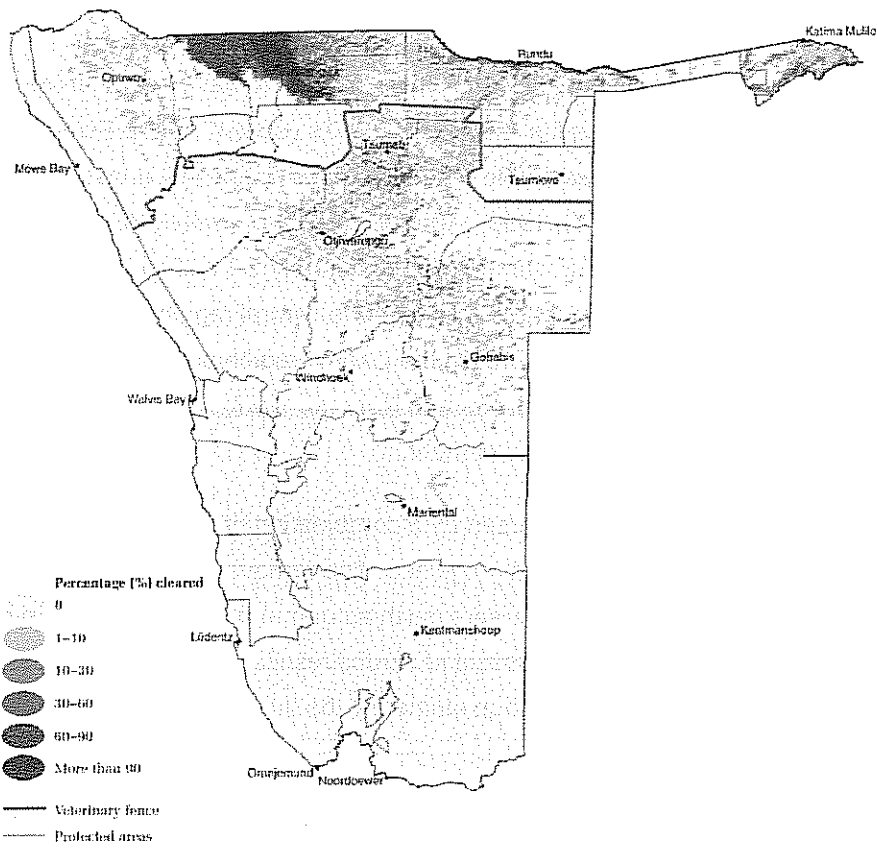 Katima Mulilo
Rundu
Opuwo
Tsumeb
Mowe Bay
Tsumkwe
Otjiwarongo
Gobabis
Windhoek
Walvis Bay
Mariental
Percentage [%] cleared
0
1–10
Lüderitz
Keetmanshoop
10–30
30–60
60–90
More than 90
Oranjemund
Noordoewer
Veterinary fence
Protected areas